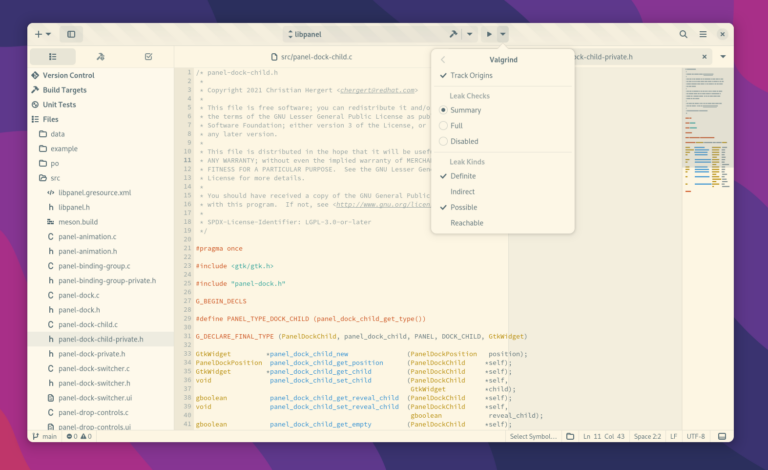 libpanel
src/panel-dock-child.c
ck-child-private.h
Version Control
Build Targets
Unit Tests
Files
data
example
po
src
libpanel.gresource.xml
libpanel.h
meson.build
panel-animation.c
panel-animation.h
panel-binding-group.c
panel-binding-group-private.h
panel-dock.c
panel-dock.h
panel-dock-child.c
panel-dock-child-private.h
panel-dock-private.h
panel-dock-switcher.c
panel-dock-switcher.h
panel-dock-switcher.ui
panel-drop-controls.c
panel-drop-controls.ui
1 /* panel-dock-child.h
2 *
3 * Copyright 2021 Christian Hergert <chergert@redhat.com>
4 *
5 * This file is free software; you can redistribute it and/o
6 * the terms of the GNU Lesser General Public License as pub
7 * Software Foundation; either version 3 of the License, or
8 * any later version.
9 *
10 * This file is distributed in the hope that it will be usef
11 * ANY WARRANTY; without even the implied warranty of MERCHA
12 * FITNESS FOR A PARTICULAR PURPOSE.  See the GNU Lesser Gen
13 * License for more details.
14 *
15 * You should have received a copy of the GNU General Public
16 * with this program.  If not, see <http://www.gnu.org/licen
17 *
18 * SPDX-License-Identifier: LGPL-3.0-or-later
19 */
20
21 #pragma once
22
23 #include <gtk/gtk.h>
24
25 #include "panel-dock.h"
26
27 G_BEGIN_DECLS
28
29 #define PANEL_TYPE_DOCK_CHILD (panel_dock_child_get_type())
30
31 G_DECLARE_FINAL_TYPE (PanelDockChild, panel_dock_child, PANEL, DOCK_CHILD, GtkWidget)
32
33 GtkWidget *panel_dock_child_new (PanelDockPosition position);
34 PanelDockPosition panel_dock_child_get_position (PanelDockChild *self);
35 GtkWidget *panel_dock_child_get_child (PanelDockChild *self);
36 void panel_dock_child_set_child (PanelDockChild *self,
37 GtkWidget *child);
38 gboolean panel_dock_child_get_reveal_child (PanelDockChild *self);
39 void panel_dock_child_set_reveal_child (PanelDockChild *self,
40 gboolean reveal_child);
41 gboolean panel_dock_child_get_empty (PanelDockChild *self);
Valgrind
Track Origins
Leak Checks
Summary
Full
Disabled
Leak Kinds
Definite
Indirect
Possible
Reachable
main 0 0 Select Symbol… Ln 11 Col 43 Space 2:2 LF UTF-8